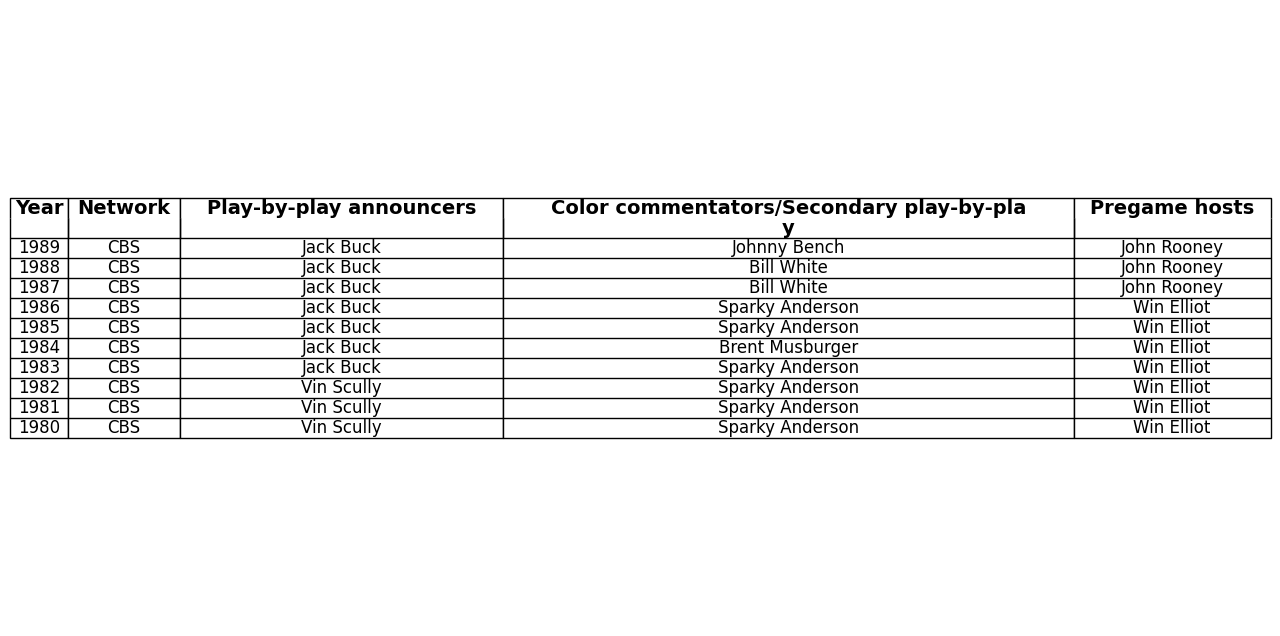 Year Network Play-by-play announcers Color commentators/Secondary play-by-pla Pregame hosts
y
1989 CBS Jack Buck Johnny Bench John Rooney
1988 CBS Jack Buck Bill White John Rooney
1987 CBS Jack Buck Bill White John Rooney
1986 CBS Jack Buck Sparky Anderson Win Elliot
1985 CBS Jack Buck Sparky Anderson Win Elliot
1984 CBS Jack Buck Brent Musburger Win Elliot
1983 CBS Jack Buck Sparky Anderson Win Elliot
1982 CBS Vin Scully Sparky Anderson Win Elliot
1981 CBS Vin Scully Sparky Anderson Win Elliot
1980 CBS Vin Scully Sparky Anderson Win Elliot